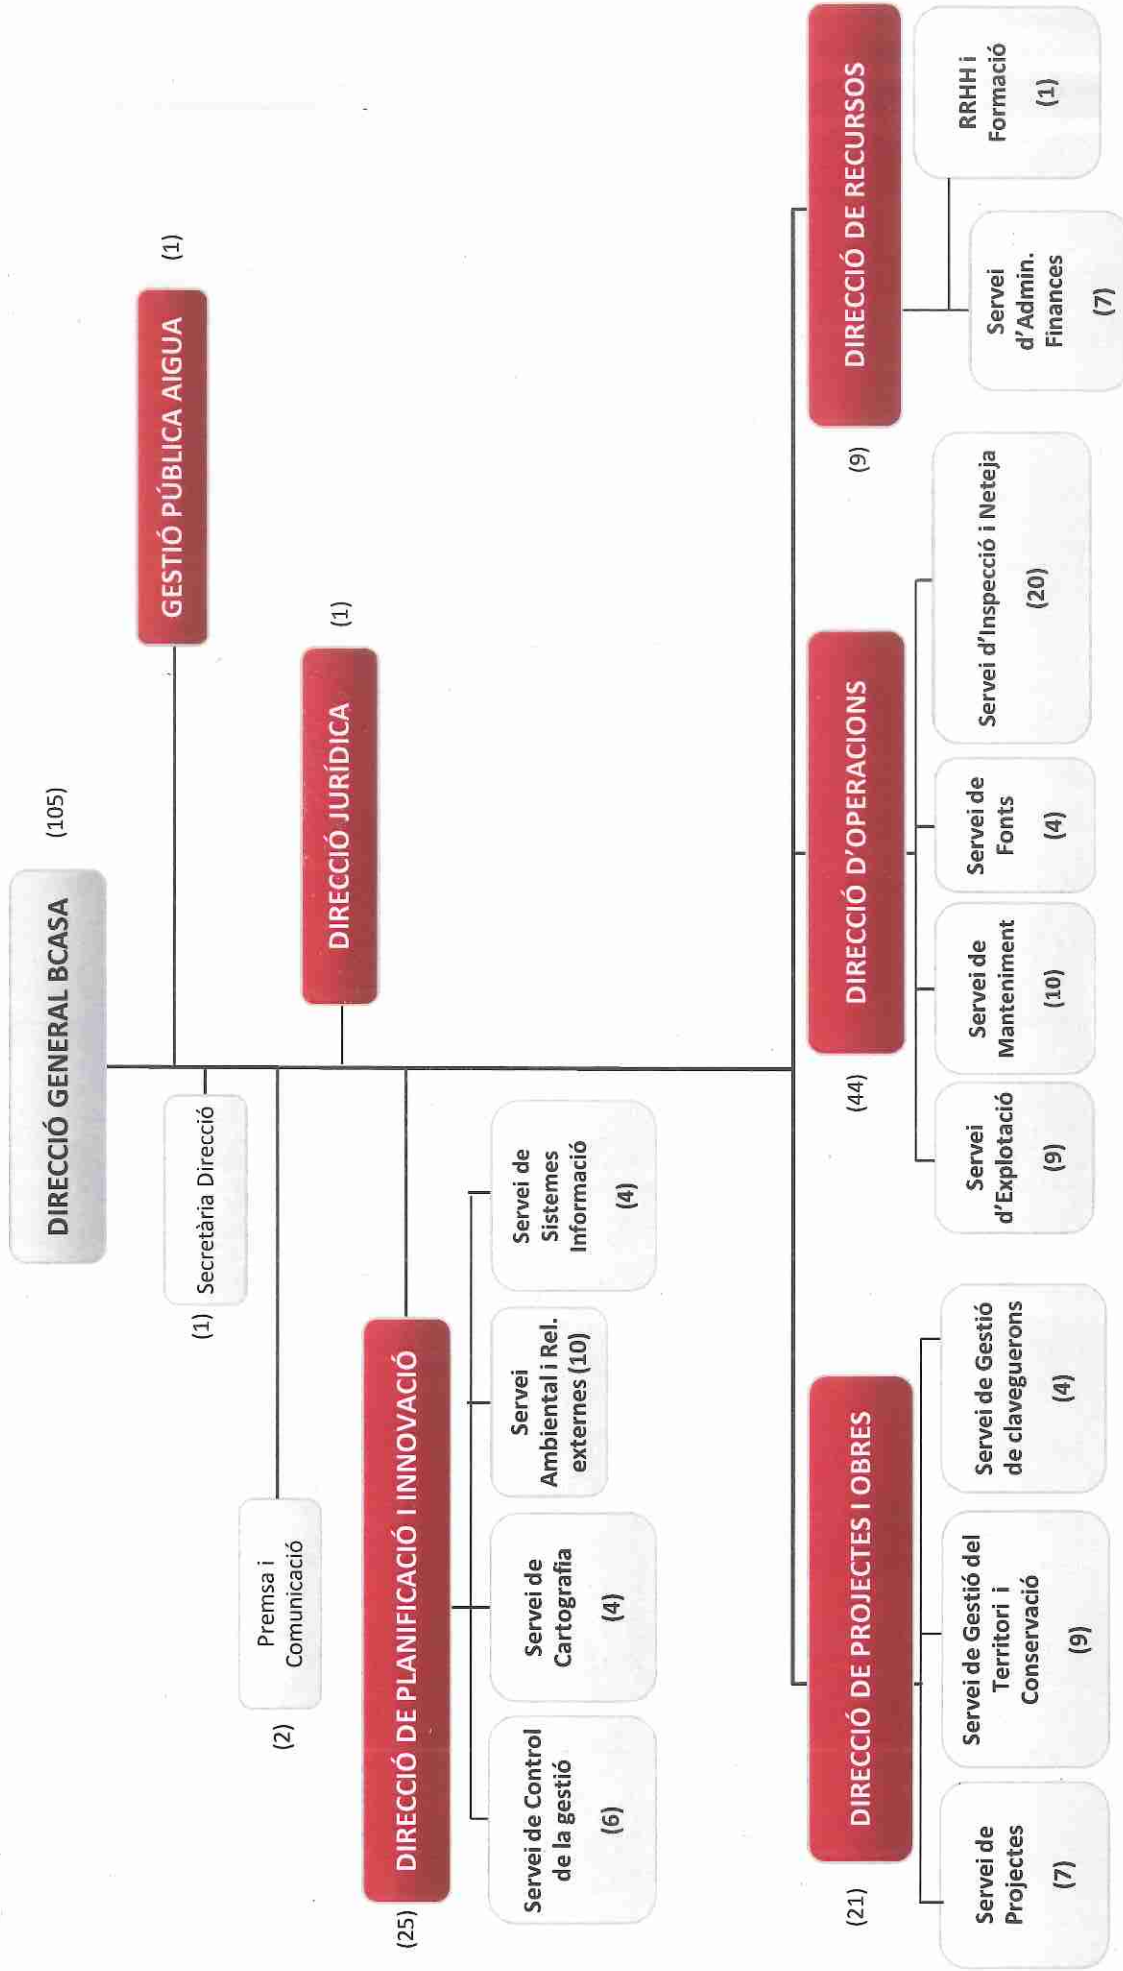 DIRECCIÓ GENERAL BCASA
(105)
GESTIÓ PÚBLICA AIGUA
(1)
(1)
Secretària Direcció
Premsa i
Comunicació
(2)
DIRECCIÓ JURÍDICA
(1)
DIRECCIÓ DE PLANIFICACIÓ I INNOVACIÓ
(25)
Servei de Control
de la gestió
(6)
Servei de
Cartografia
(4)
Servei
Ambiental i Rel.
externes (10)
Servei de
Sistemes
Informació
(4)
DIRECCIÓ DE PROJECTES I OBRES
(21)
Servei de
Projectes
(7)
Servei de Gestió del
Territori i
Conservació
(9)
Servei de Gestió
de claveguerons
(4)
DIRECCIÓ D'OPERACIONS
(44)
Servei
d'Explotació
(9)
Servei de
Manteniment
(10)
Servei de
Fonts
(4)
Servei d'Inspecció i Neteja
(20)
DIRECCIÓ DE RECURSOS
(9)
Servei
d'Admin.
Finances
(7)
RRHH i
Formació
(1)